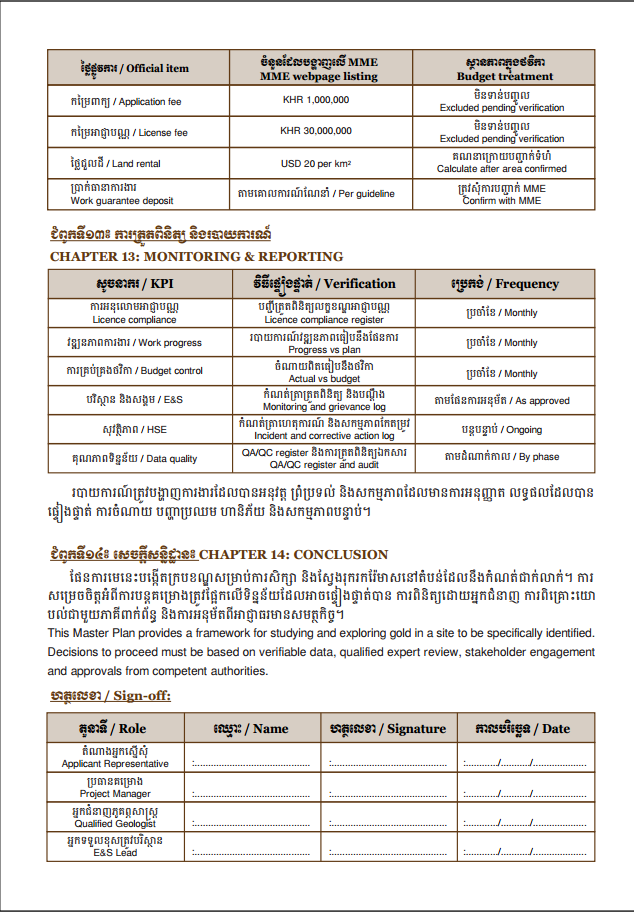 ថ្លៃផ្លូវការ / Official item
ចំនួនដែលបង្ហាញលើ MME
MME webpage listing
ស្ថានភាពក្នុងថវិកា
Budget treatment
កម្រៃពាក្យ / Application fee
KHR 1,000,000
មិនទាន់បញ្ចូល
Excluded pending verification
កម្រៃអាជ្ញាបណ្ណ / License fee
KHR 30,000,000
មិនទាន់បញ្ចូល
Excluded pending verification
ថ្លៃជួលដី / Land rental
USD 20 per km²
គណនាក្រោយបញ្ជាក់ទំហំ
Calculate after area confirmed
ប្រាក់ធានាការងារ
Work guarantee deposit
តាមគោលការណ៍ណែនាំ / Per guideline
ត្រូវសុំការបញ្ជាក់ MME
Confirm with MME
ជំពូកទី១៣៖ ការត្រួតពិនិត្យ និងរបាយការណ៍
CHAPTER 13: MONITORING & REPORTING
សូចនាករ / KPI
វិធីផ្ទៀងផ្ទាត់ / Verification
ប្រេកង់ / Frequency
ការអនុលោមអាជ្ញាបណ្ណ
Licence compliance
បញ្ជីត្រួតពិនិត្យលក្ខខណ្ឌអាជ្ញាបណ្ណ
Licence compliance register
ប្រចាំខែ / Monthly
វឌ្ឍនភាពការងារ / Work progress
របាយការណ៍វឌ្ឍនភាពធៀបនឹងផែនការ
Progress vs plan
ប្រចាំខែ / Monthly
ការគ្រប់គ្រងថវិកា / Budget control
ចំណាយពិតធៀបនឹងថវិកា
Actual vs budget
ប្រចាំខែ / Monthly
បរិស្ថាន និងសង្គម / E&S
កំណត់ត្រាត្រួតពិនិត្យ និងបណ្តឹង
Monitoring and grievance log
តាមផែនការអនុម័ត / As approved
សុវត្ថិភាព / HSE
កំណត់ត្រាហេតុការណ៍ និងសកម្មភាពកែតម្រូវ
Incident and corrective action log
បន្តបន្ទាប់ / Ongoing
គុណភាពទិន្នន័យ / Data quality
QA/QC register និងការត្រួតពិនិត្យឯកសារ
QA/QC register and audit
តាមដំណាក់កាល / By phase
របាយការណ៍ត្រូវបង្ហាញការងារដែលបានអនុវត្ត ព្រំប្រទល់ និងសកម្មភាពដែលមានការអនុញ្ញាត លទ្ធផលដែលបាន
ផ្ទៀងផ្ទាត់ ការចំណាយ បញ្ហាប្រឈម ហានិភ័យ និងសកម្មភាពបន្ទាប់។
ជំពូកទី១៤៖ សេចក្តីសន្និដ្ឋាន៖ CHAPTER 14: CONCLUSION
ផែនការមេនេះបង្កើតក្របខណ្ឌសម្រាប់ការសិក្សា និងស្វែងរុករករ៉ែមាសនៅតំបន់ដែលនឹងកំណត់ជាក់លាក់។ ការ
សម្រេចចិត្តអំពីការបន្តគម្រោងត្រូវផ្អែកលើទិន្នន័យដែលអាចផ្ទៀងផ្ទាត់បាន ការពិនិត្យដោយអ្នកជំនាញ ការពិគ្រោះយោ
បល់ជាមួយភាគីពាក់ព័ន្ធ និងការអនុម័តពីអាជ្ញាធរមានសមត្ថកិច្ច។
This Master Plan provides a framework for studying and exploring gold in a site to be specifically identified.
Decisions to proceed must be based on verifiable data, qualified expert review, stakeholder engagement
and approvals from competent authorities.
ហត្ថលេខា / Sign-off:
តួនាទី / Role
ឈ្មោះ / Name
ហត្ថលេខា / Signature
កាលបរិច្ឆេទ / Date
តំណាងអ្នកស្នើសុំ
Applicant Representative
:..........................................
:..........................................
:.........../.........../....................
ប្រធានគម្រោង
Project Manager
:..........................................
:..........................................
:.........../.........../....................
អ្នកជំនាញភូគព្ភសាស្ត្រ
Qualified Geologist
:..........................................
:..........................................
:.........../.........../....................
អ្នកទទួលខុសត្រូវបរិស្ថាន
E&S Lead
:..........................................
:..........................................
:.........../.........../....................